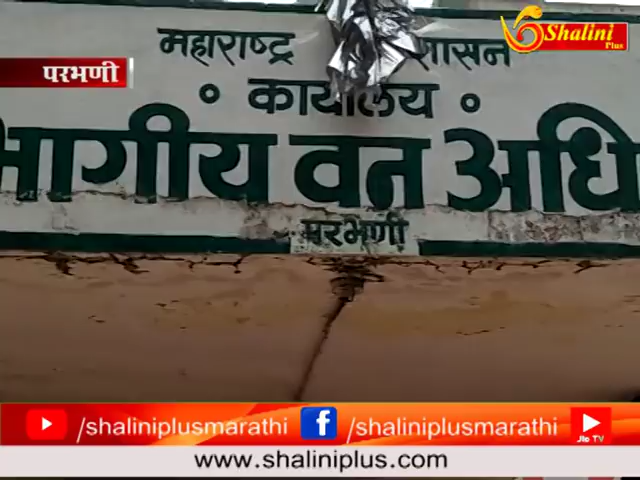 महाराष्ट्र शासन
Shalini
Plus
परभणी
॰ कार्यालय ॰
भागीय वन अधि
परभणी
/shaliniplusmarathi
/shaliniplusmarathi
Jio TV
www.shaliniplus.com